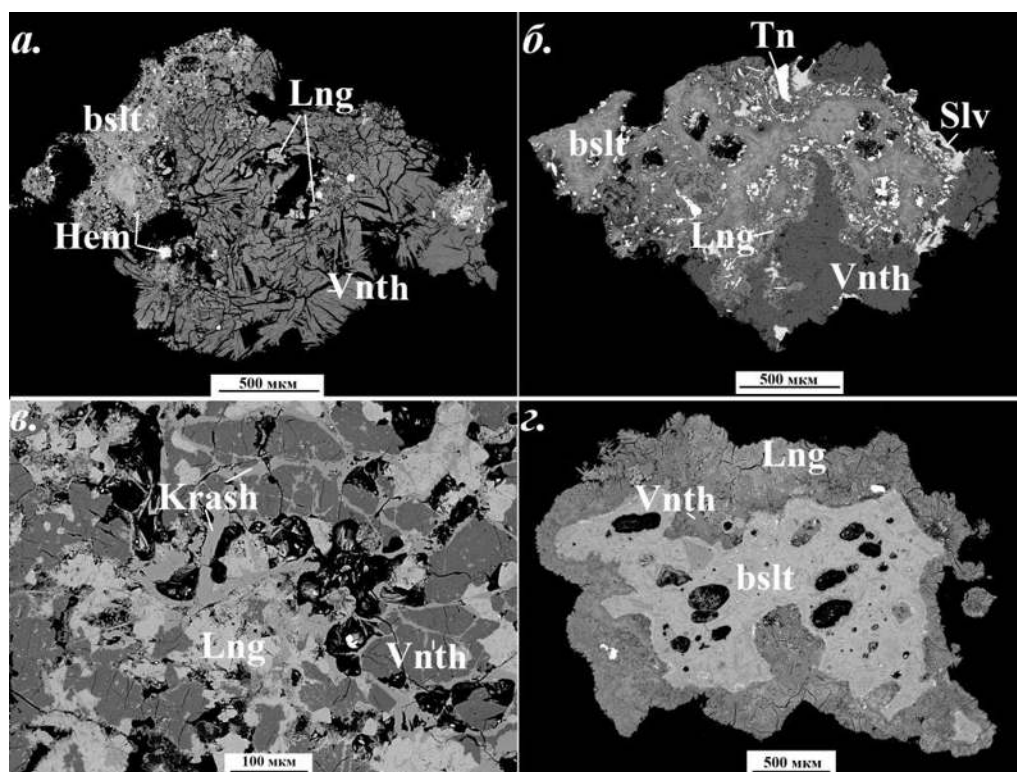 а.
Lng
bslt
Hem
Vnth
500 мкм
б.
Tn
Slv
bslt
Lng
Vnth
500 мкм
в.
Krash
Lng
Vnth
100 мкм
г.
Lng
Vnth
bslt
500 мкм